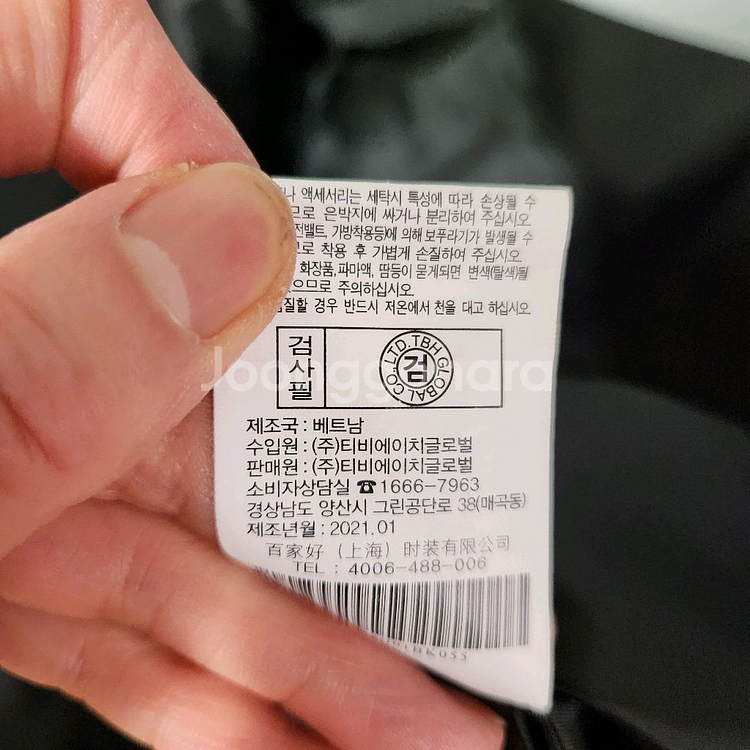 액세서리는 세탁시 특성에 따라 손상될 수
므로 은박지에 싸거나 분리하여 주십시오.
전밸트, 가방착용등에 의해 보푸라기가 발생될 수
로 착용 후 가볍게 손질하여 주십시오.
화장품,파마액, 땀등이 묻게되면 변색(탈색)될
으므로 주의하십시오.
질할 경우 반드시 저온에서 천을 대고 하십시오.
검사필
LTD.TBH GLOBAL CO.
검
Joonggonara
제조국 : 베트남
수입원 : (주)티비에이치글로벌
판매원 : (주)티비에이치글로벌
소비자상담실 ☎1666-7963
경상남도 양산시 그린공단로 38(매곡동)
제조년월 : 2021.01
百家好（上海）时装有限公司
TEL : 4006-488-006